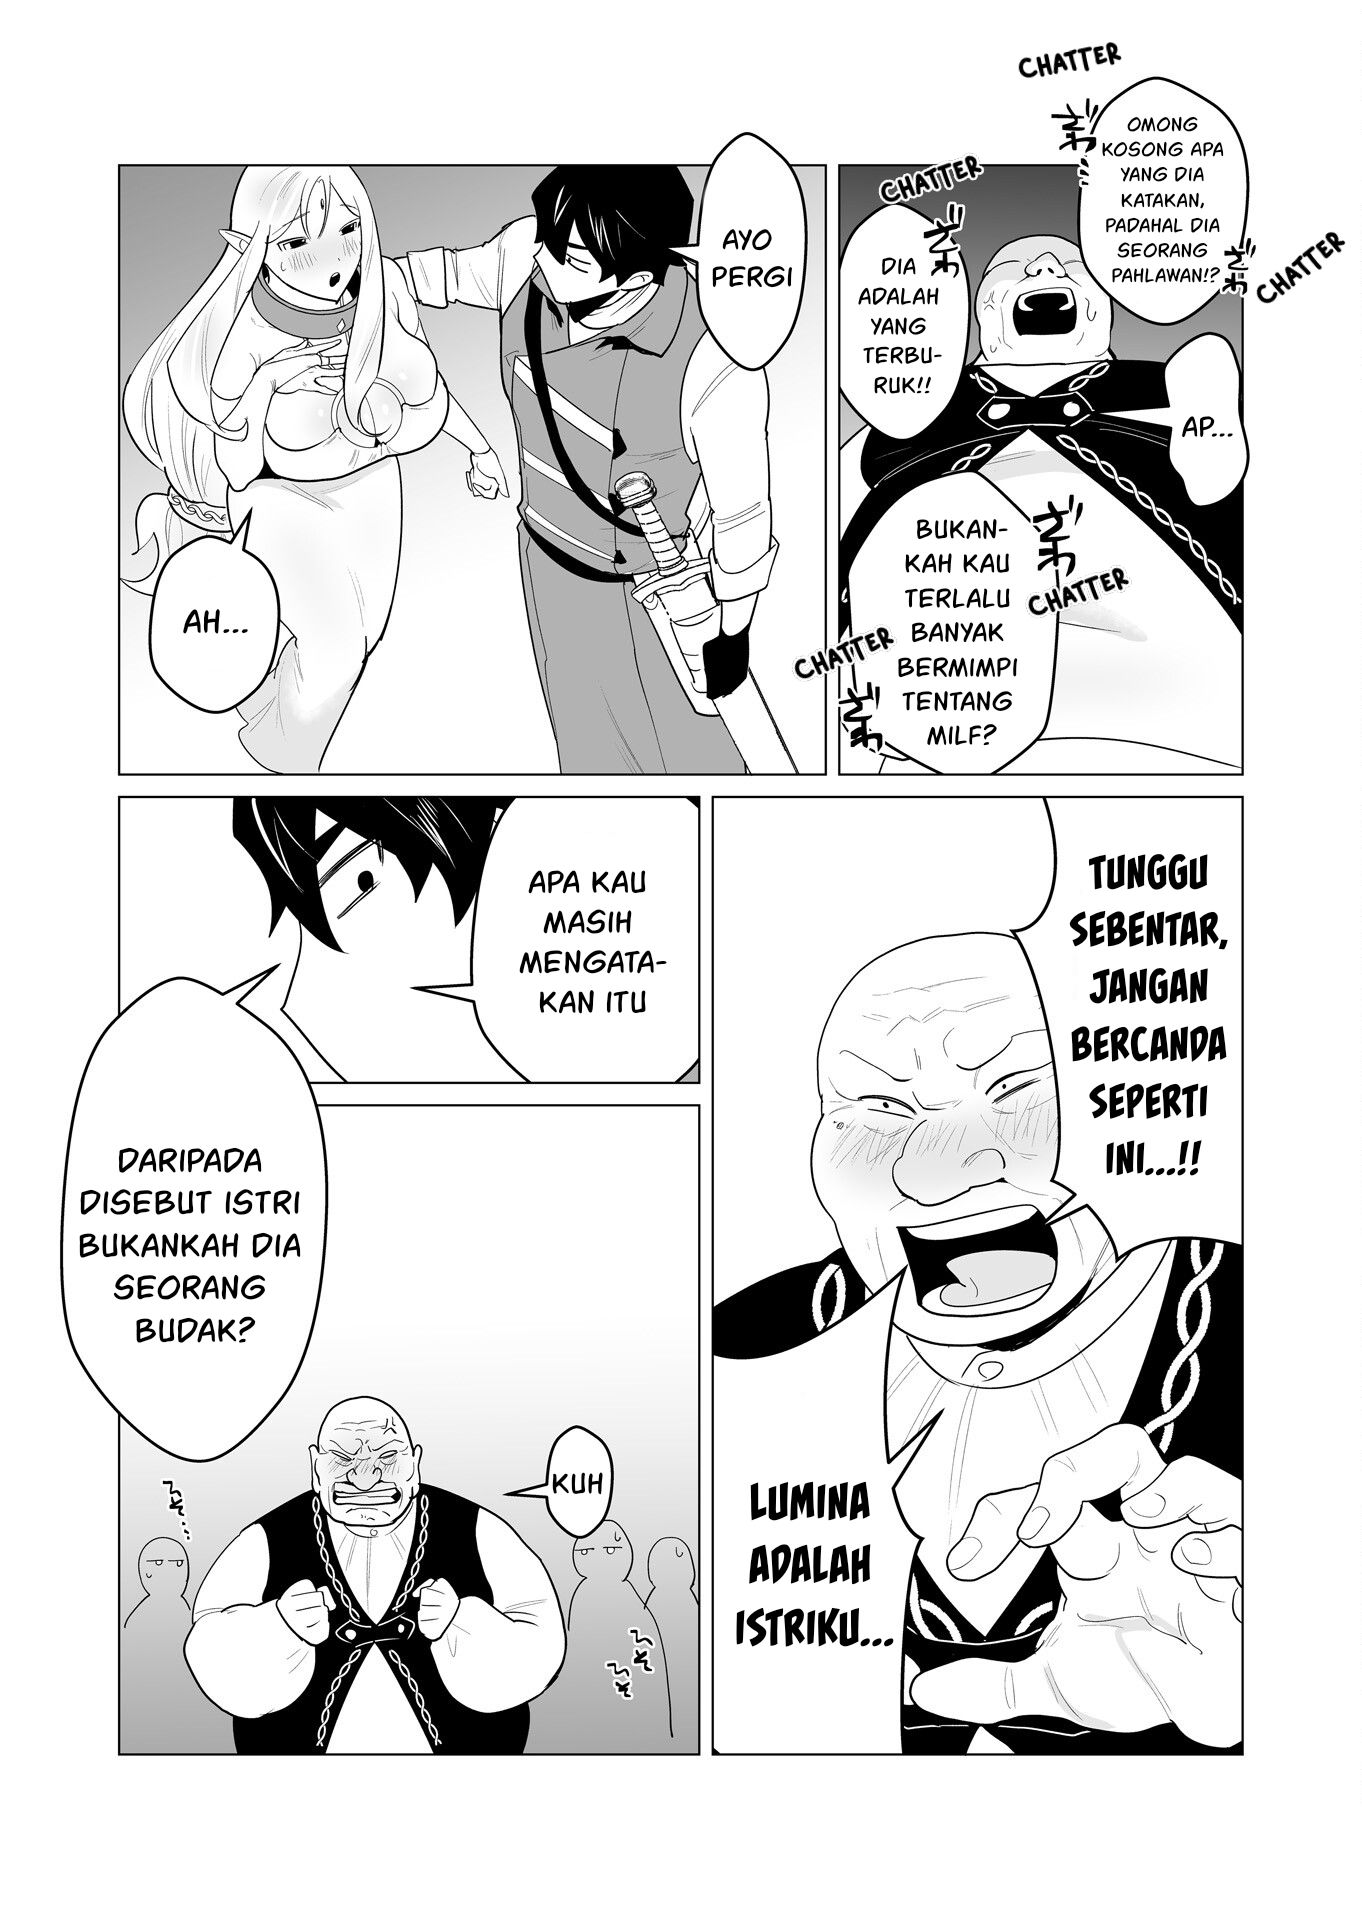 CHATTER
OMONG
KOSONG APA
YANG DIA
KATAKAN,
PADAHAL DIA
SEORANG
PAHLAWAN!?
CHATTER
AP...
CHATTER
DIA
ADALAH
YANG
TERBU-
RUK!!
BUKAN-
KAH KAU
TERLALU
BANYAK
BERMIMPI
TENTANG
MILF?
CHATTER
CHATTER
AYO
PERGI
AH...
TUNGGU
SEBENTAR,
JANGAN
BERCANDA
SEPERTI
INI...!!
LUMINA
ADALAH
ISTRIKU...
APA KAU
MASIH
MENGATA-
KAN ITU
DARIPADA
DISEBUT ISTRI
BUKANKAH DIA
SEORANG
BUDAK?
KUH